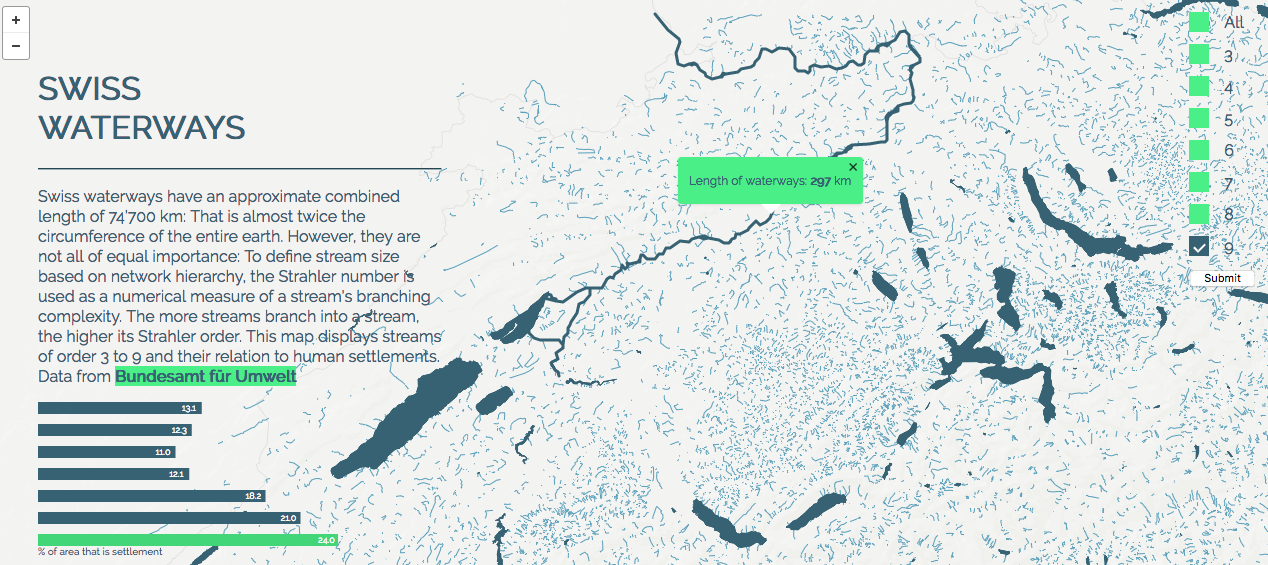 +
−
SWISS
WATERWAYS
Swiss waterways have an approximate combined
length of 74'700 km: That is almost twice the
circumference of the entire earth. However, they are
not all of equal importance: To define stream size
based on network hierarchy, the Strahler number is
used as a numerical measure of a stream's branching
complexity. The more streams branch into a stream,
the higher its Strahler order. This map displays streams
of order 3 to 9 and their relation to human settlements.
Data from Bundesamt für Umwelt
13.1
12.3
11.0
12.1
18.2
21.0
24.0
% of area that is settlement
×
Length of waterways: 297 km
All
3
4
5
6
7
8
9
Submit